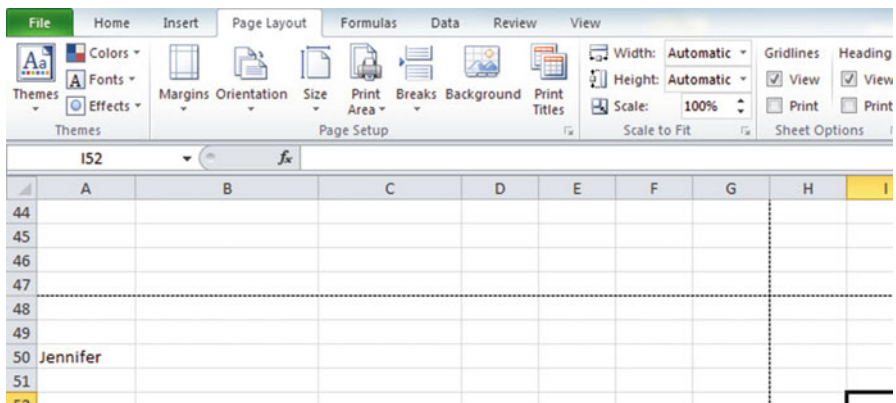 File Home Insert Page Layout Formulas Data Review View
Colors Width: Automatic Gridlines Heading
Aa
A Fonts Height: Automatic View View
Themes Effects Margins Orientation Size Print Area Breaks Background Print Titles Scale: 100% Print Print
Themes Page Setup Scale to Fit Sheet Options
I52 fx
A B C D E F G H I
44
45
46
47
48
49
50 Jennifer
51
52